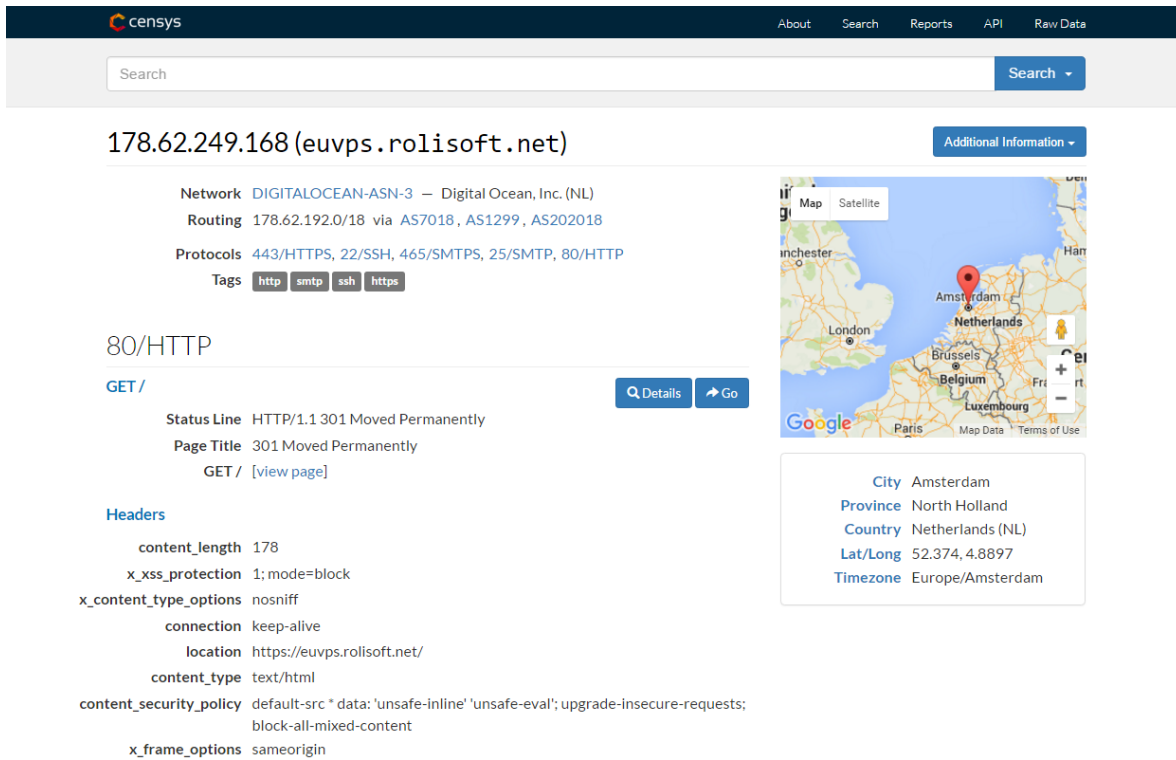 censys
About Search Reports API Raw Data
Search
Search
178.62.249.168 (euvps.rolisoft.net)
Additional Information
Network DIGITALOCEAN-ASN-3 — Digital Ocean, Inc. (NL)
Routing 178.62.192.0/18 via AS7018, AS1299, AS202018
Protocols 443/HTTPS, 22/SSH, 465/SMTPS, 25/SMTP, 80/HTTP
Tags http smtp ssh https
80/HTTP
GET /
Details Go
Status Line HTTP/1.1 301 Moved Permanently
Page Title 301 Moved Permanently
GET / [view page]
Headers
content_length 178
x_xss_protection 1; mode=block
x_content_type_options nosniff
connection keep-alive
location https://euvps.rolisoft.net/
content_type text/html
content_security_policy default-src * data: 'unsafe-inline' 'unsafe-eval'; upgrade-insecure-requests;
block-all-mixed-content
x_frame_options sameorigin
Map Satellite
nchester
Ham
Amsterdam
Netherlands
London
Brussels
Belgium
Luxembourg
Paris
Google
Map Data Terms of Use
City Amsterdam
Province North Holland
Country Netherlands (NL)
Lat/Long 52.374, 4.8897
Timezone Europe/Amsterdam